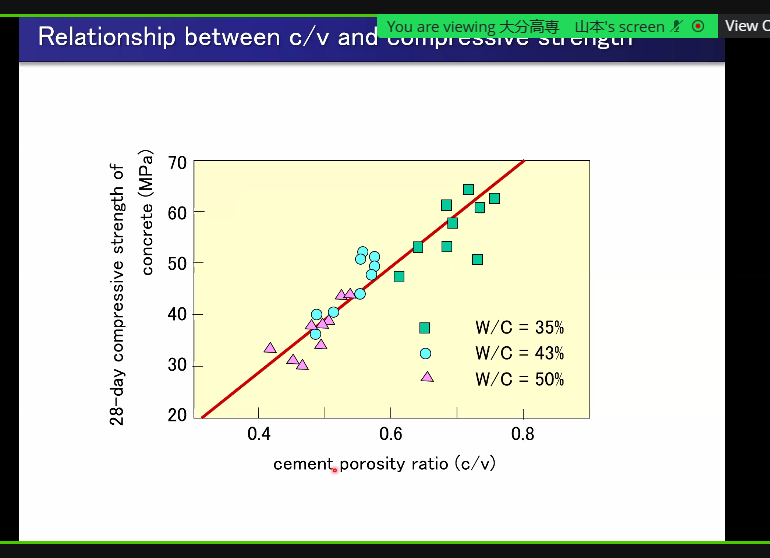 You are viewing 大分高専 山本's screen
View O
Relationship between c/v and compressive strength
28-day compressive strength of
concrete (MPa)
70
60
50
40
30
20
W/C = 35%
W/C = 43%
W/C = 50%
0.4 0.6 0.8
cement porosity ratio (c/v)